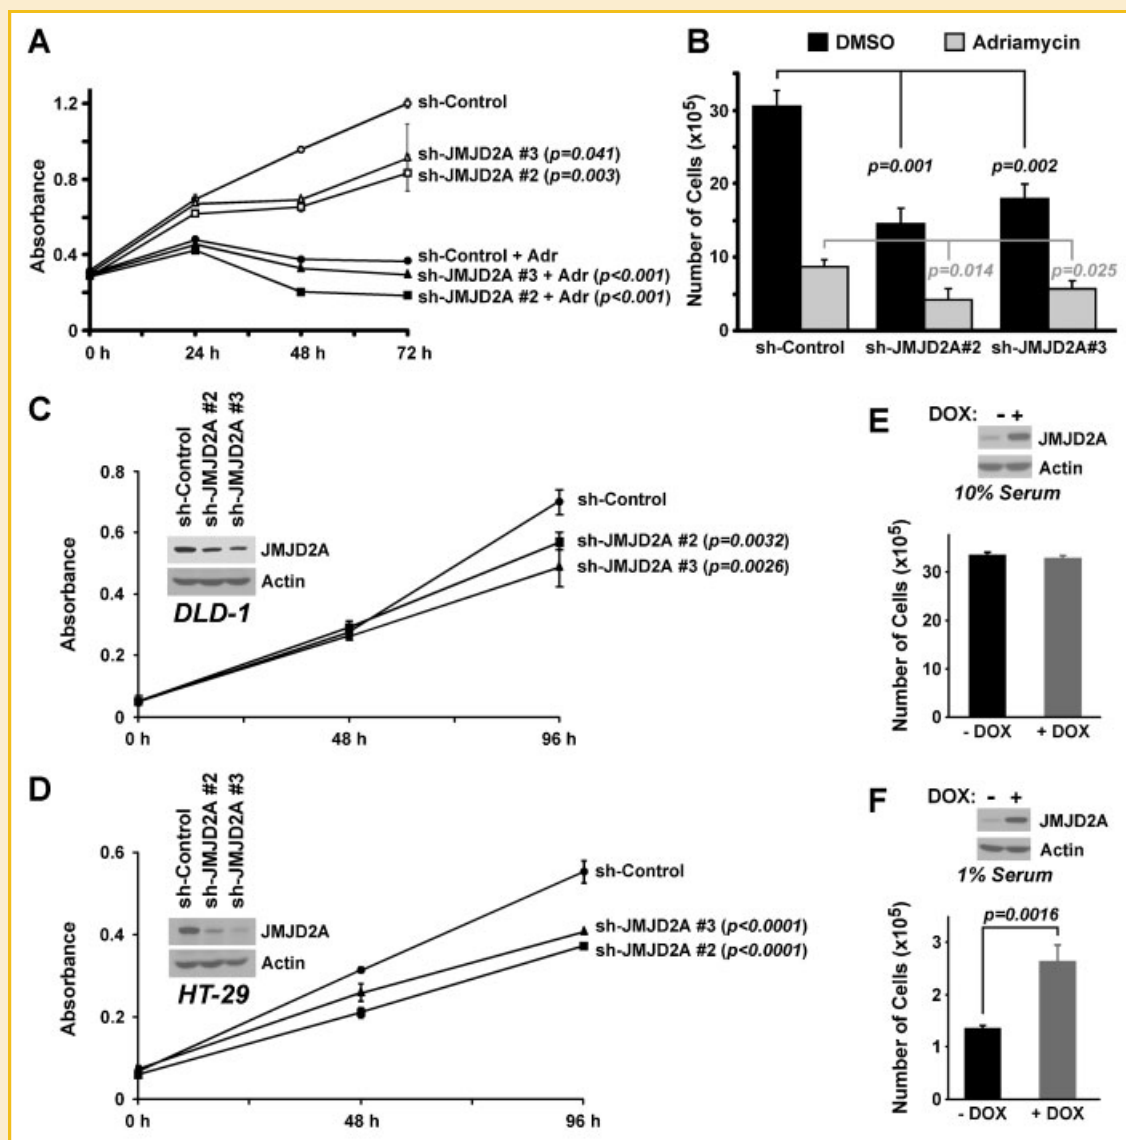 A
Absorbance
1.2
0.8
0.4
0
0 h
24 h
48 h
72 h
sh-Control
sh-JMJD2A #3 (p=0.041)
sh-JMJD2A #2 (p=0.003)
sh-Control + Adr
sh-JMJD2A #3 + Adr (p<0.001)
sh-JMJD2A #2 + Adr (p<0.001)
B
DMSO
Adriamycin
Number of Cells (x10⁵)
30
20
10
0
p=0.001
p=0.002
p=0.014
p=0.025
sh-Control
sh-JMJD2A#2
sh-JMJD2A#3
C
sh-Control
sh-JMJD2A #2
sh-JMJD2A #3
JMJD2A
Actin
DLD-1
Absorbance
0.8
0.6
0.4
0.2
0
0 h
48 h
96 h
sh-Control
sh-JMJD2A #2 (p=0.0032)
sh-JMJD2A #3 (p=0.0026)
E
DOX: - +
JMJD2A
Actin
10% Serum
Number of Cells (x10⁵)
30
20
10
0
- DOX
+ DOX
D
sh-Control
sh-JMJD2A #2
sh-JMJD2A #3
JMJD2A
Actin
HT-29
Absorbance
0.6
0.4
0.2
0
0 h
48 h
96 h
sh-Control
sh-JMJD2A #3 (p<0.0001)
sh-JMJD2A #2 (p<0.0001)
F
DOX: - +
JMJD2A
Actin
1% Serum
p=0.0016
Number of Cells (x10⁵)
3
2
1
0
- DOX
+ DOX